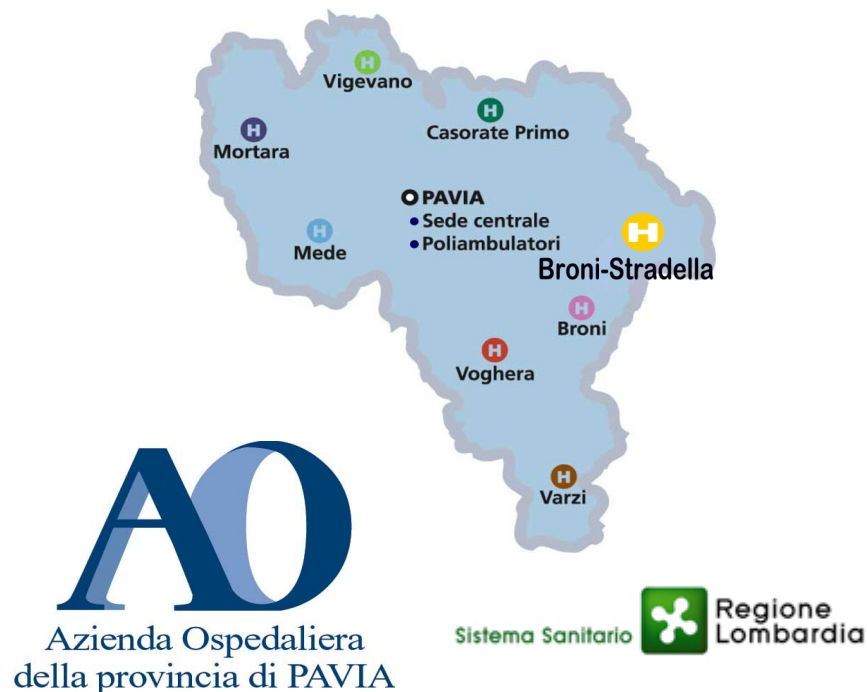 H
Vigevano
H
Casorate Primo
H
Mortara
PAVIA
• Sede centrale
• Poliambulatori
H
Mede
H
Broni-Stradella
H
Broni
H
Voghera
H
Varzi
AO
Azienda Ospedaliera
della provincia di PAVIA
Sistema Sanitario
Regione
Lombardia